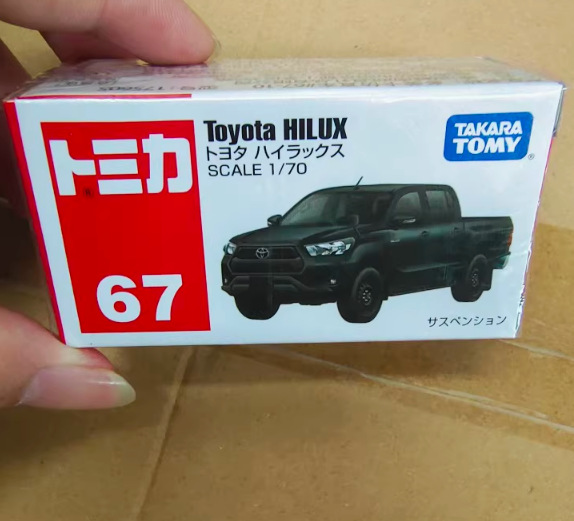 トミカ
67
Toyota HILUX
トヨタ ハイラックス
SCALE 1/70
TAKARA
TOMY
®
サスペンション